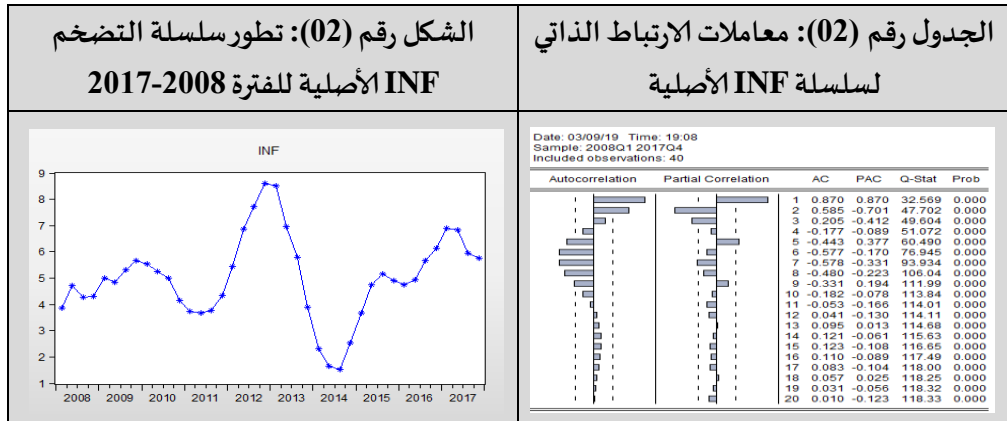 الجدول رقم (02): معاملات الارتباط الذاتي
لسلسلة INF الأصلية
الشكل رقم (02): تطور سلسلة التضخم
INF الأصلية للفترة 2008-2017
Date: 03/09/19 Time: 19:08
Sample: 2008Q1 2017Q4
Included observations: 40
Autocorrelation Partial Correlation AC PAC Q-Stat Prob
1 0.870 0.870 32.569 0.000
2 0.585 -0.701 47.702 0.000
3 0.205 -0.412 49.604 0.000
4 -0.177 -0.089 51.072 0.000
5 -0.443 0.377 60.490 0.000
6 -0.577 -0.170 76.945 0.000
7 -0.578 -0.331 93.934 0.000
8 -0.480 -0.223 106.04 0.000
9 -0.331 0.194 111.99 0.000
10 -0.182 -0.078 113.84 0.000
11 -0.053 -0.166 114.01 0.000
12 0.041 -0.130 114.11 0.000
13 0.095 0.013 114.68 0.000
14 0.121 -0.061 115.63 0.000
15 0.123 -0.108 116.65 0.000
16 0.110 -0.089 117.49 0.000
17 0.083 -0.104 118.00 0.000
18 0.057 0.025 118.25 0.000
19 0.031 -0.056 118.32 0.000
20 0.010 -0.123 118.33 0.000
INF
9
8
7
6
5
4
3
2
1
2008 2009 2010 2011 2012 2013 2014 2015 2016 2017